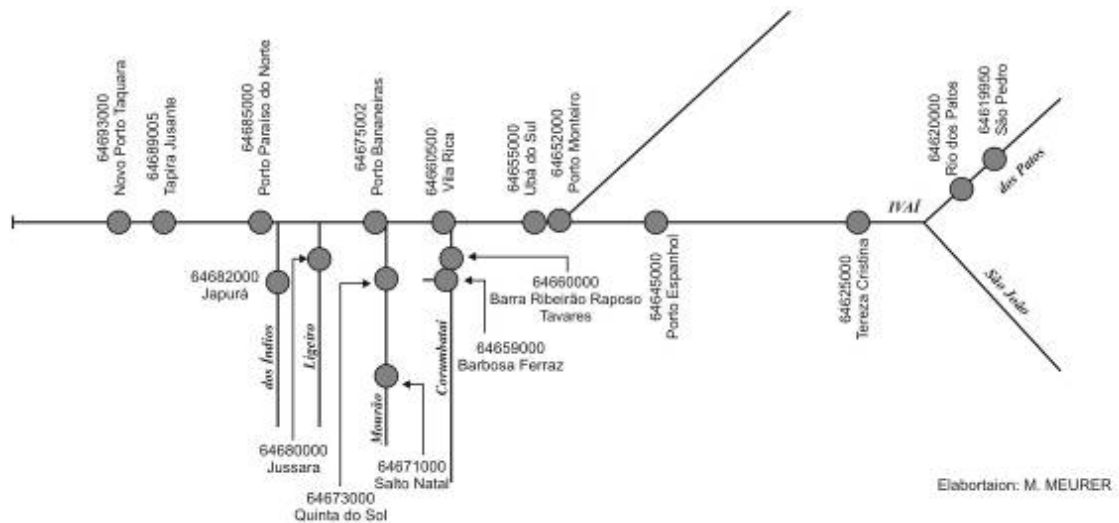 64693000
Novo Porto Taquara
64689005
Tapira Jusante
64685000
Porto Paraíso do Norte
64675002
Porto Bananeiras
64660500
Vila Rica
64655000
Ubá do Sul
64652000
Porto Monteiro
64620000
Rio dos Patos
64619950
São Pedro
dos Patos
IVAÍ
São João
64682000
Japurá
dos Índios
Ligeiro
Mourão
Corumbataí
64660000
Barra Ribeirão Raposo
Tavares
64659000
Barbosa Ferraz
64645000
Porto Espanhol
64625000
Tereza Cristina
64680000
Jussara
64671000
Salto Natal
64673000
Quinta do Sol
Elabortaion: M. MEURER